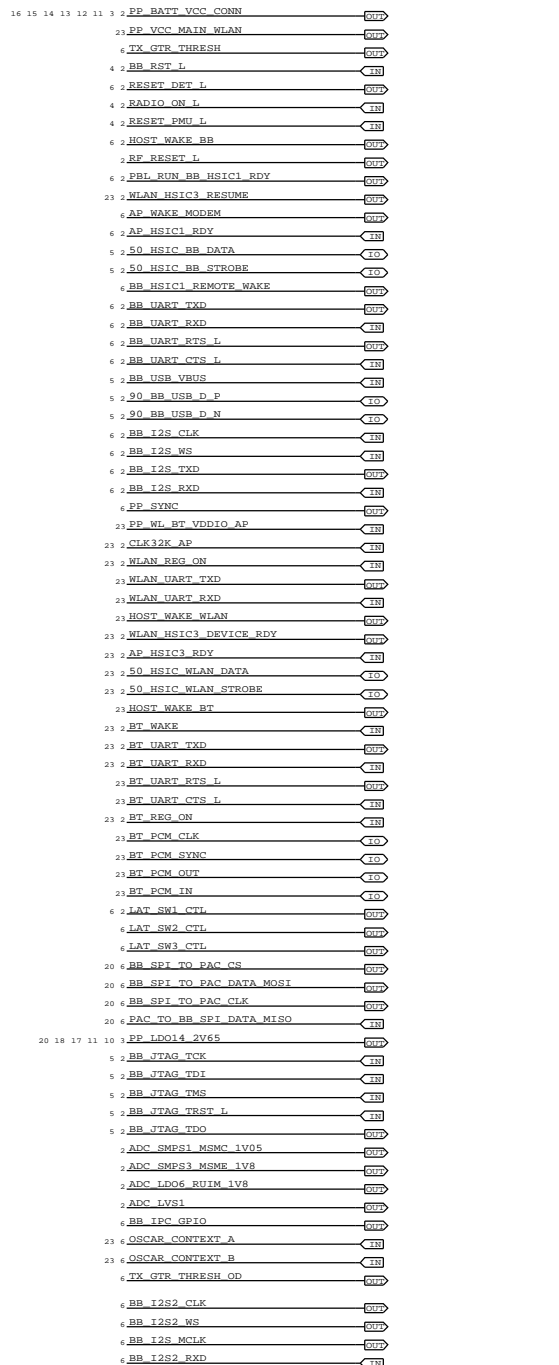 16 15 14 13 12 11 3 2 PP_BATT_VCC_CONN OUT
23 PP_VCC_MAIN_WLAN OUT
6 TX_GTR_THRESH OUT
4 2 BB_RST_L IN
6 2 RESET_DET_L OUT
4 2 RADIO_ON_L IN
4 2 RESET_PMU_L IN
6 2 HOST_WAKE_BB OUT
2 RF_RESET_L OUT
6 2 PBL_RUN_BB_HSIC1_RDY OUT
23 2 WLAN_HSIC3_RESUME OUT
6 AP_WAKE_MODEM OUT
6 2 AP_HSIC1_RDY IN
5 2 50_HSIC_BB_DATA IO
5 2 50_HSIC_BB_STROBE IO
6 BB_HSIC1_REMOTE_WAKE OUT
6 2 BB_UART_TXD OUT
6 2 BB_UART_RXD IN
6 2 BB_UART_RTS_L OUT
6 2 BB_UART_CTS_L IN
5 2 BB_USB_VBUS IN
5 2 90_BB_USB_D_P IO
5 2 90_BB_USB_D_N IO
6 2 BB_I2S_CLK IN
6 2 BB_I2S_WS IN
6 2 BB_I2S_TXD OUT
6 2 BB_I2S_RXD IN
6 PP_SYNC OUT
23 PP_WL_BT_VDDIO_AP IN
23 2 CLK32K_AP IN
23 2 WLAN_REG_ON IN
23 WLAN_UART_TXD OUT
23 WLAN_UART_RXD IN
23 HOST_WAKE_WLAN OUT
23 2 WLAN_HSIC3_DEVICE_RDY OUT
23 2 AP_HSIC3_RDY IN
23 2 50_HSIC_WLAN_DATA IO
23 2 50_HSIC_WLAN_STROBE IO
23 HOST_WAKE_BT OUT
23 2 BT_WAKE IN
23 2 BT_UART_TXD OUT
23 2 BT_UART_RXD IN
23 BT_UART_RTS_L OUT
23 BT_UART_CTS_L IN
23 2 BT_REG_ON IN
23 BT_PCM_CLK IO
23 BT_PCM_SYNC IO
23 BT_PCM_OUT IO
23 BT_PCM_IN IO
6 2 LAT_SW1_CTL OUT
6 LAT_SW2_CTL OUT
6 LAT_SW3_CTL OUT
20 6 BB_SPI_TO_PAC_CS OUT
20 6 BB_SPI_TO_PAC_DATA_MOSI OUT
20 6 BB_SPI_TO_PAC_CLK OUT
20 6 PAC_TO_BB_SPI_DATA_MISO IN
20 18 17 11 10 3 PP_LDO14_2V65 OUT
5 2 BB_JTAG_TCK IN
5 2 BB_JTAG_TDI IN
5 2 BB_JTAG_TMS IN
5 2 BB_JTAG_TRST_L IN
5 2 BB_JTAG_TDO OUT
2 ADC_SMPS1_MSMC_1V05 OUT
2 ADC_SMPS3_MSME_1V8 OUT
2 ADC_LDO6_RUIM_1V8 OUT
2 ADC_LVS1 OUT
6 BB_IPC_GPIO OUT
23 6 OSCAR_CONTEXT_A IN
23 6 OSCAR_CONTEXT_B IN
6 TX_GTR_THRESH_OD OUT
6 BB_I2S2_CLK OUT
6 BB_I2S2_WS OUT
6 BB_I2S_MCLK OUT
6 BB_I2S2_RXD IN